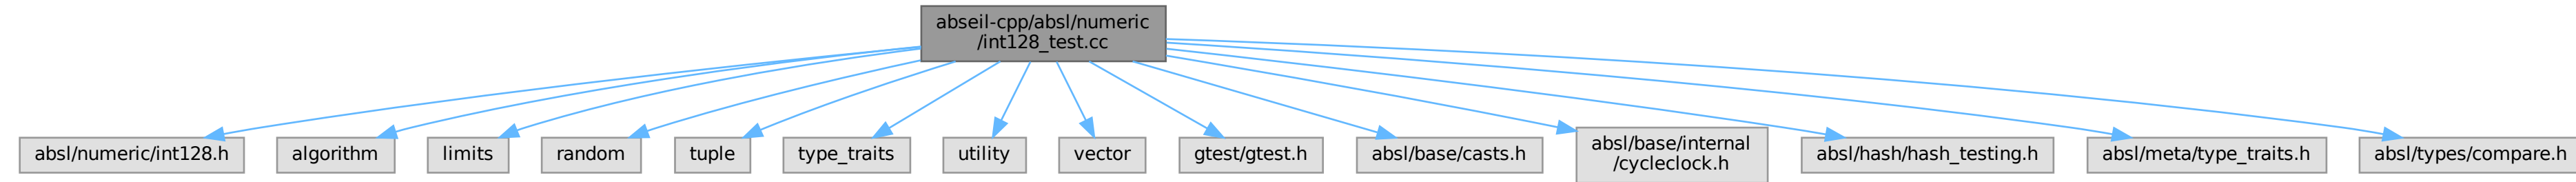 abseil-cpp/absl/numeric
/int128_test.cc
absl/numeric/int128.h
algorithm
limits
random
tuple
type_traits
utility
vector
gtest/gtest.h
absl/base/casts.h
absl/base/internal
/cycleclock.h
absl/hash/hash_testing.h
absl/meta/type_traits.h
absl/types/compare.h